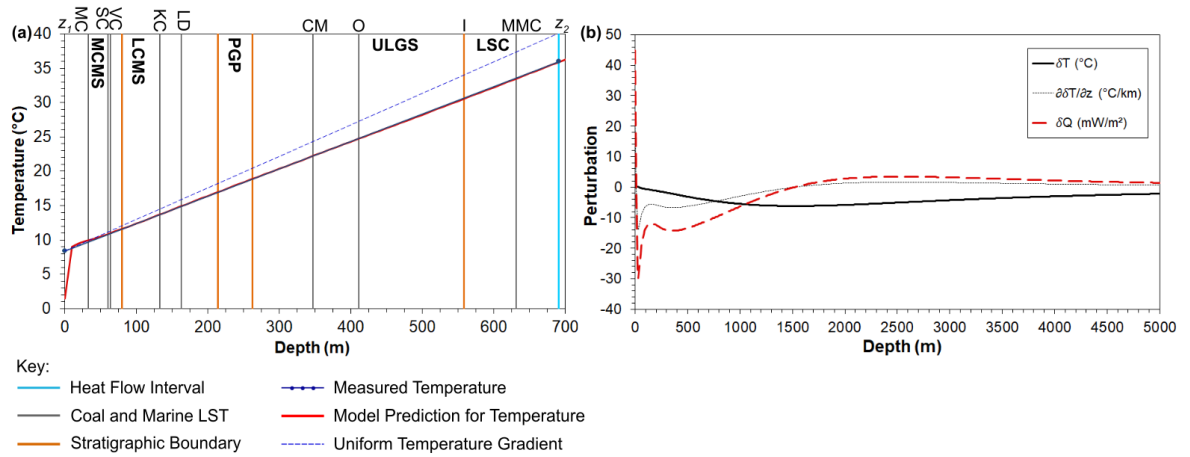 (a)
z1 MC SC VC KC LD CM O I MMC z2
MCMS LCMS PGP ULGS LSC
Temperature (°C)
40
35
30
25
20
15
10
5
0
0 100 200 300 400 500 600 700
Depth (m)
(b)
δT (°C)
∂δT/∂z (°C/km)
δQ (mW/m²)
Perturbation
50
40
30
20
10
0
-10
-20
-30
-40
0 500 1000 1500 2000 2500 3000 3500 4000 4500 5000
Depth (m)
Key:
Heat Flow Interval
Measured Temperature
Coal and Marine LST
Model Prediction for Temperature
Stratigraphic Boundary
Uniform Temperature Gradient